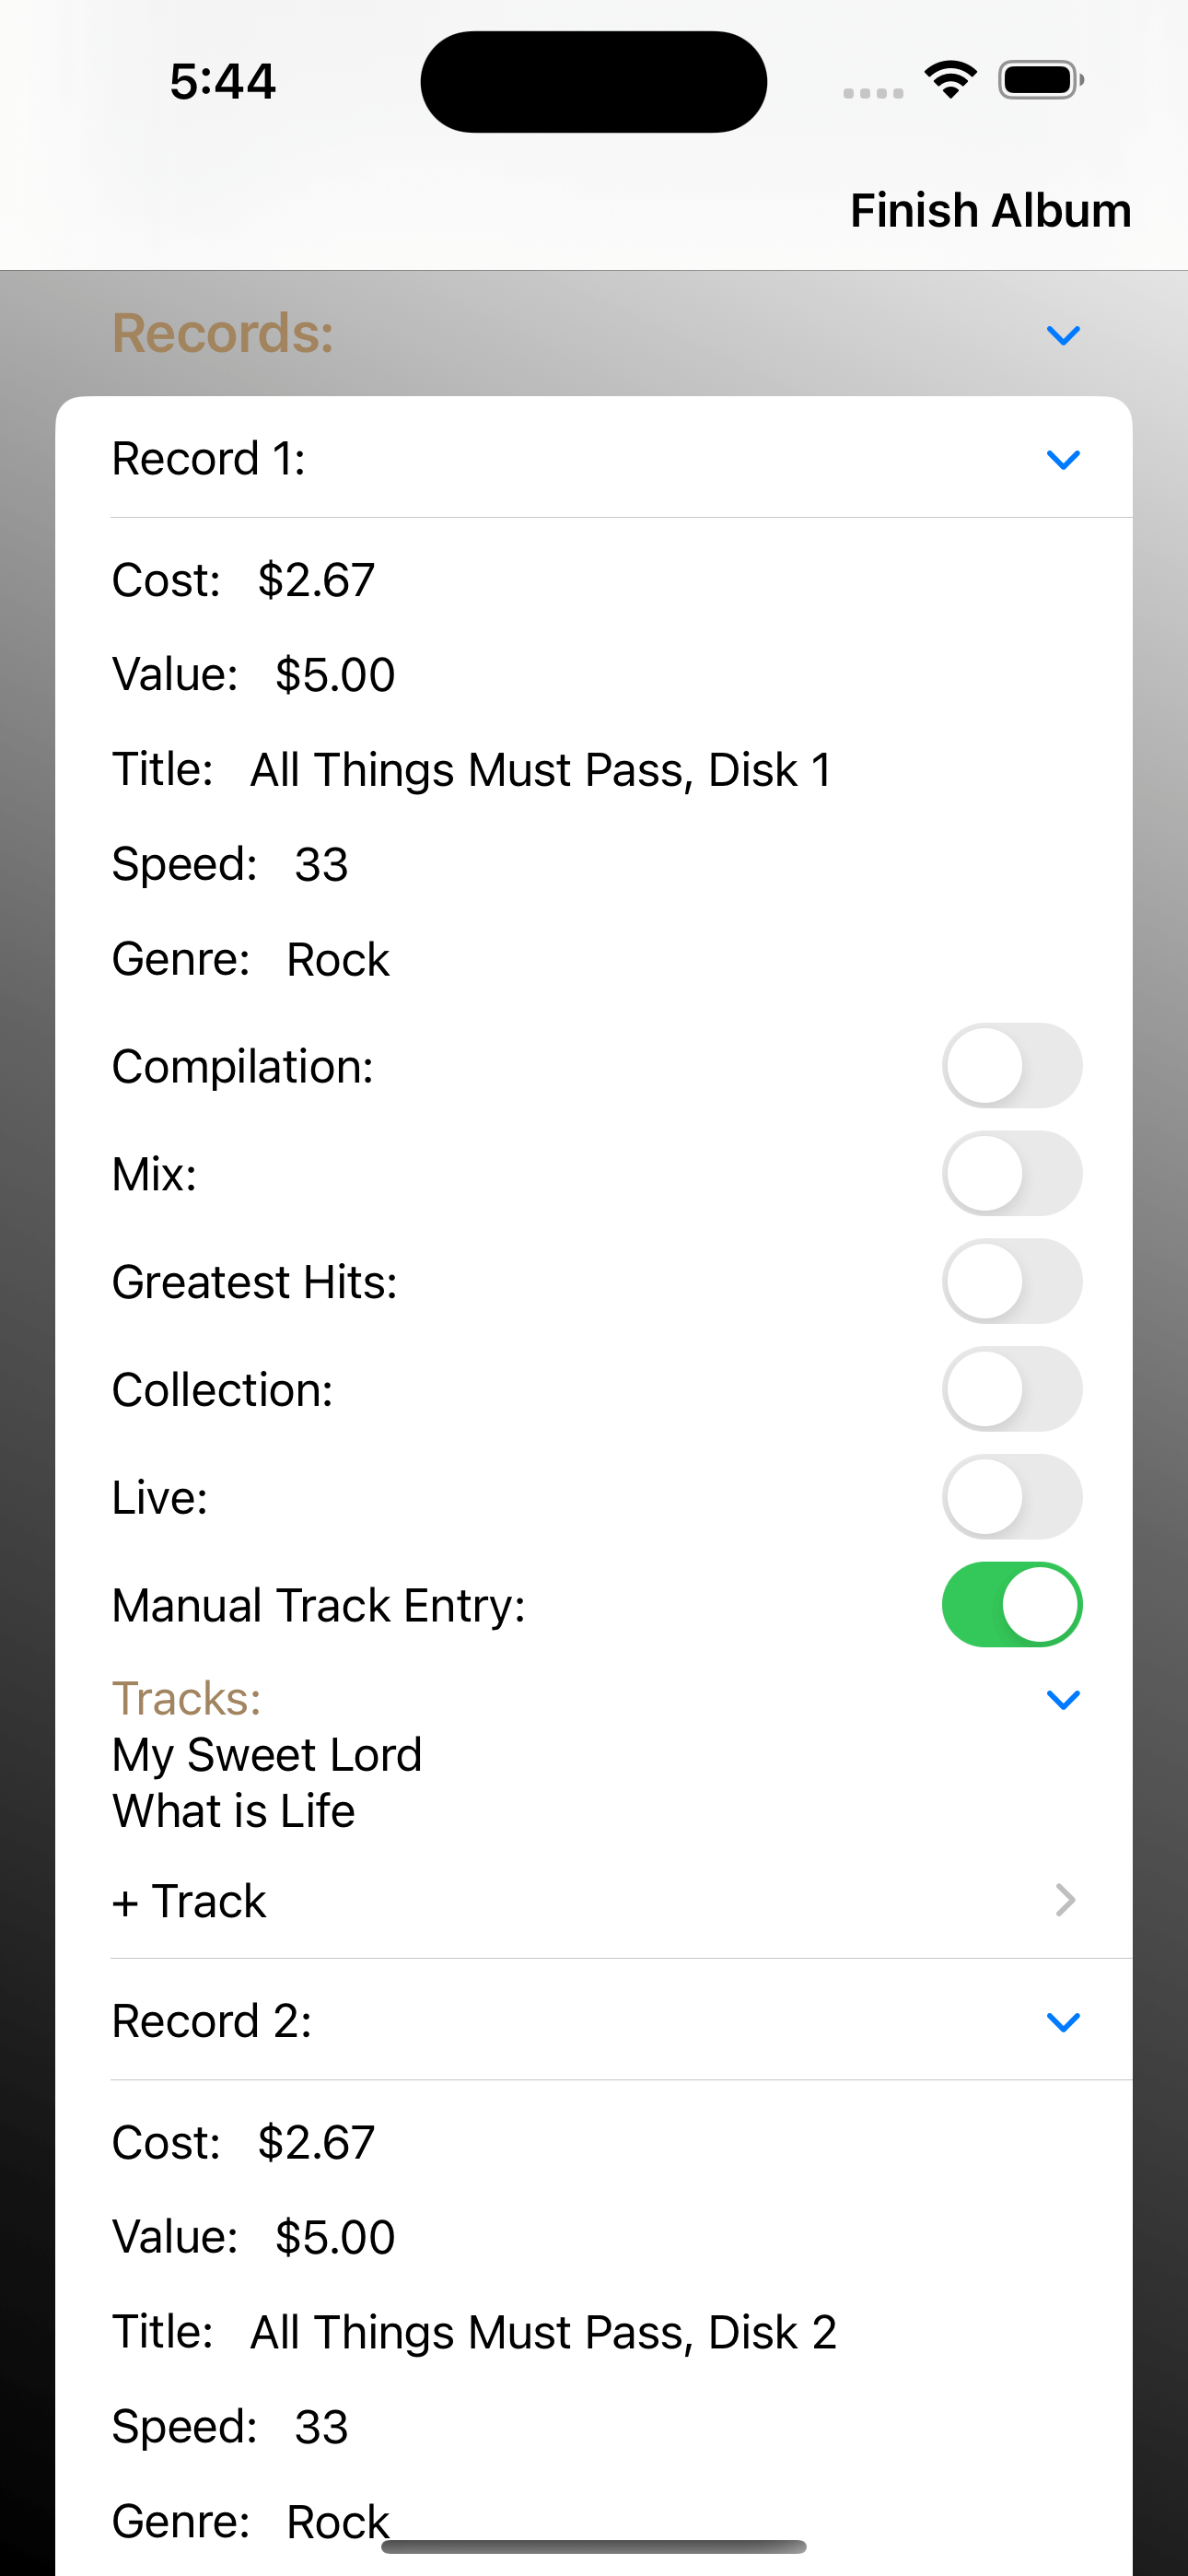 5:44
Finish Album
Records:
Record 1:
Cost: $2.67
Value: $5.00
Title: All Things Must Pass, Disk 1
Speed: 33
Genre: Rock
Compilation:
Mix:
Greatest Hits:
Collection:
Live:
Manual Track Entry:
Tracks:
My Sweet Lord
What is Life
+ Track
Record 2:
Cost: $2.67
Value: $5.00
Title: All Things Must Pass, Disk 2
Speed: 33
Genre: Rock